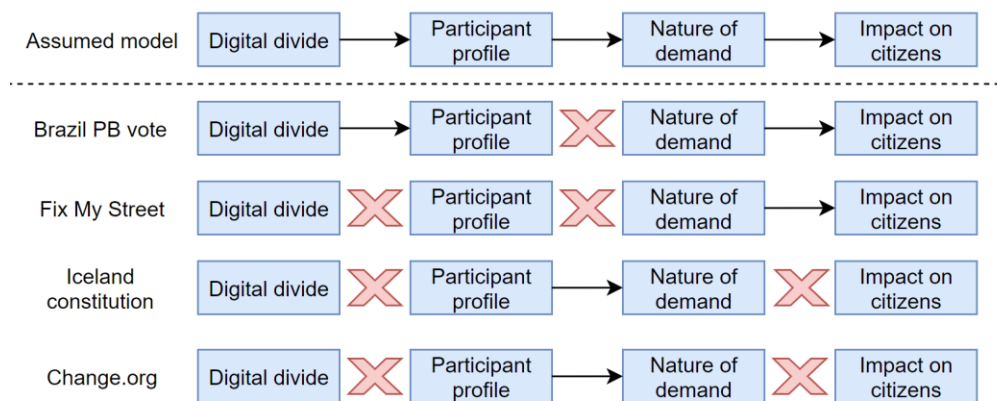 Assumed model
Digital divide
Participant
profile
Nature of
demand
Impact on
citizens
Brazil PB vote
Digital divide
Participant
profile
Nature of
demand
Impact on
citizens
Fix My Street
Digital divide
Participant
profile
Nature of
demand
Impact on
citizens
Iceland
constitution
Digital divide
Participant
profile
Nature of
demand
Impact on
citizens
Change.org
Digital divide
Participant
profile
Nature of
demand
Impact on
citizens